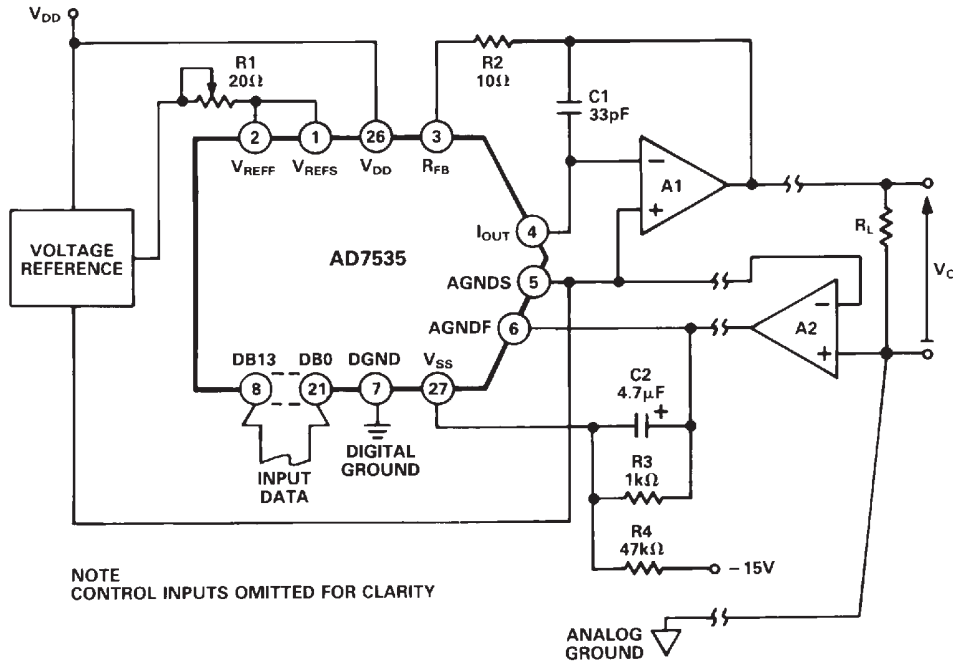 VDD
R1
20Ω
R2
10Ω
C1
33pF
2
1
26
3
VREFF
VREFS
VDD
RFB
−
A1
+
VOLTAGE
REFERENCE
AD7535
IOUT
4
AGNDS
5
AGNDF
6
RL
VO
−
A2
+
DB13
DB0
DGND
VSS
8
21
7
27
C2
4.7μF
+
INPUT
DATA
DIGITAL
GROUND
R3
1kΩ
R4
47kΩ
−15V
NOTE
CONTROL INPUTS OMITTED FOR CLARITY
ANALOG
GROUND